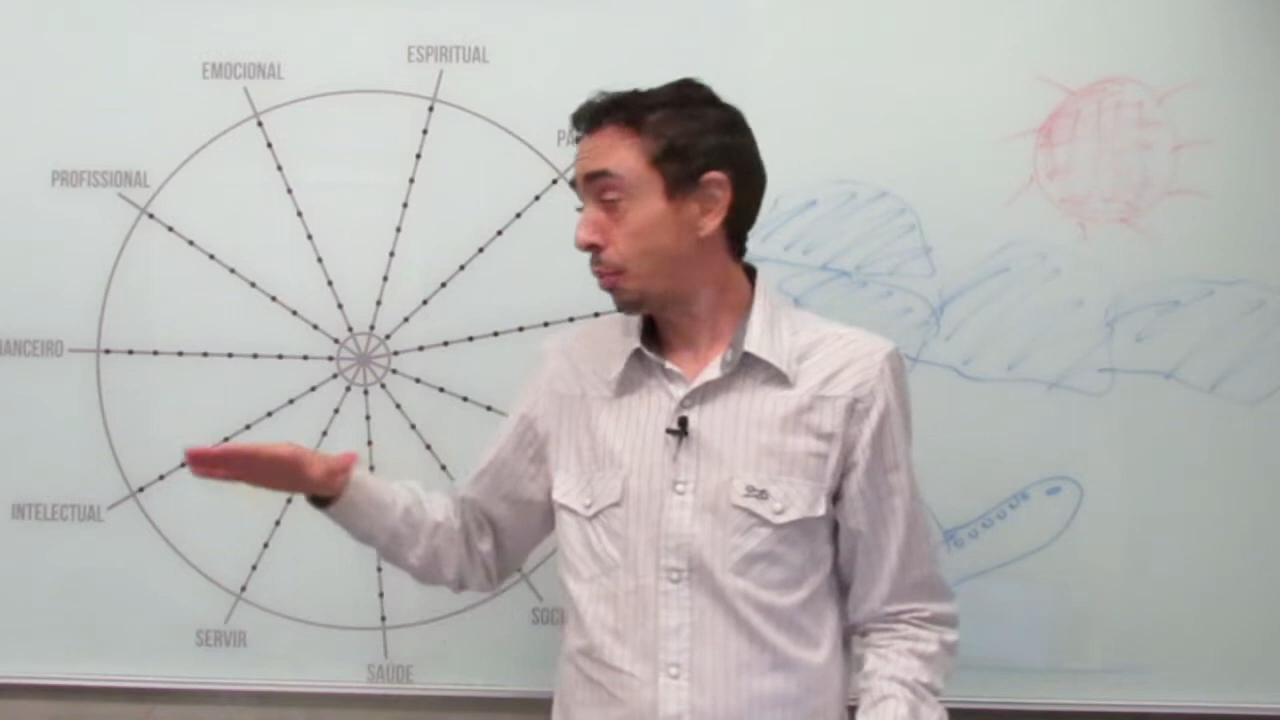 ESPIRITUAL
EMOCIONAL
PROFISSIONAL
INTELECTUAL
SERVIR
SAÚDE